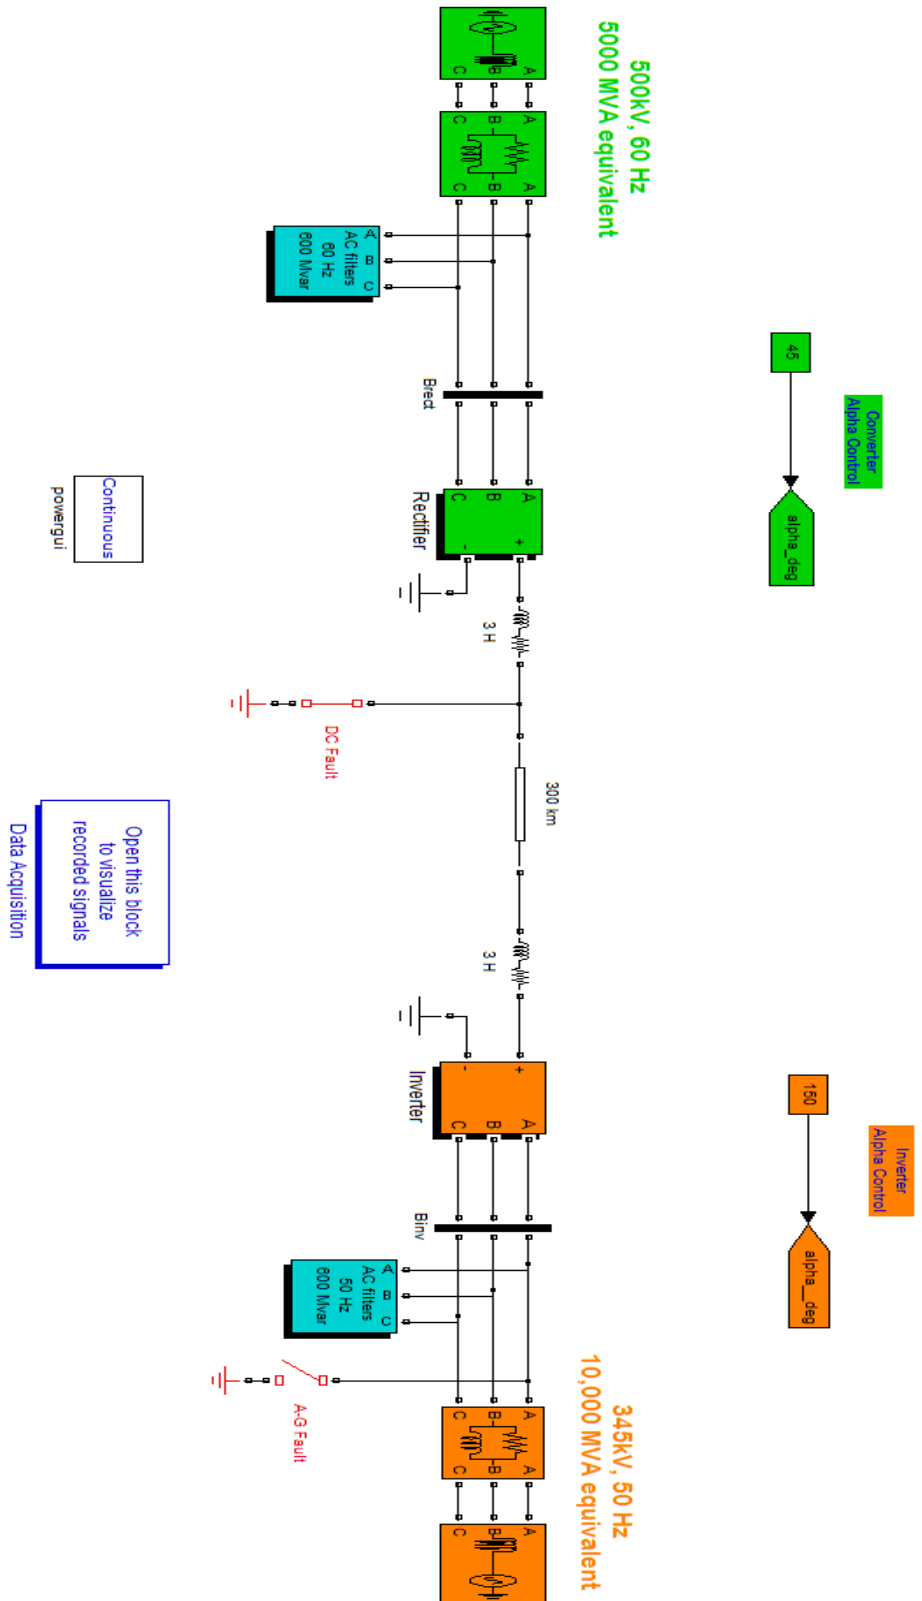 Converter
Alpha Control
45
alpha_deg
Inverter
Alpha Control
150
alpha__deg
500kV, 60 Hz
5000 MVA equivalent
345kV, 50 Hz
10,000 MVA equivalent
A
B
C
A
B
C
A
B
C
A
B
C
+
-
Rectifier
Brect
3 H
300 km
3 H
+
-
A
B
C
Inverter
Binv
A
B
C
A
B
C
A
B
C
A B C
AC filters
60 Hz
600 Mvar
DC Fault
A B C
AC filters
50 Hz
600 Mvar
A-G Fault
Continuous
powergui
Open this block
to visualize
recorded signals
Data Acquisition